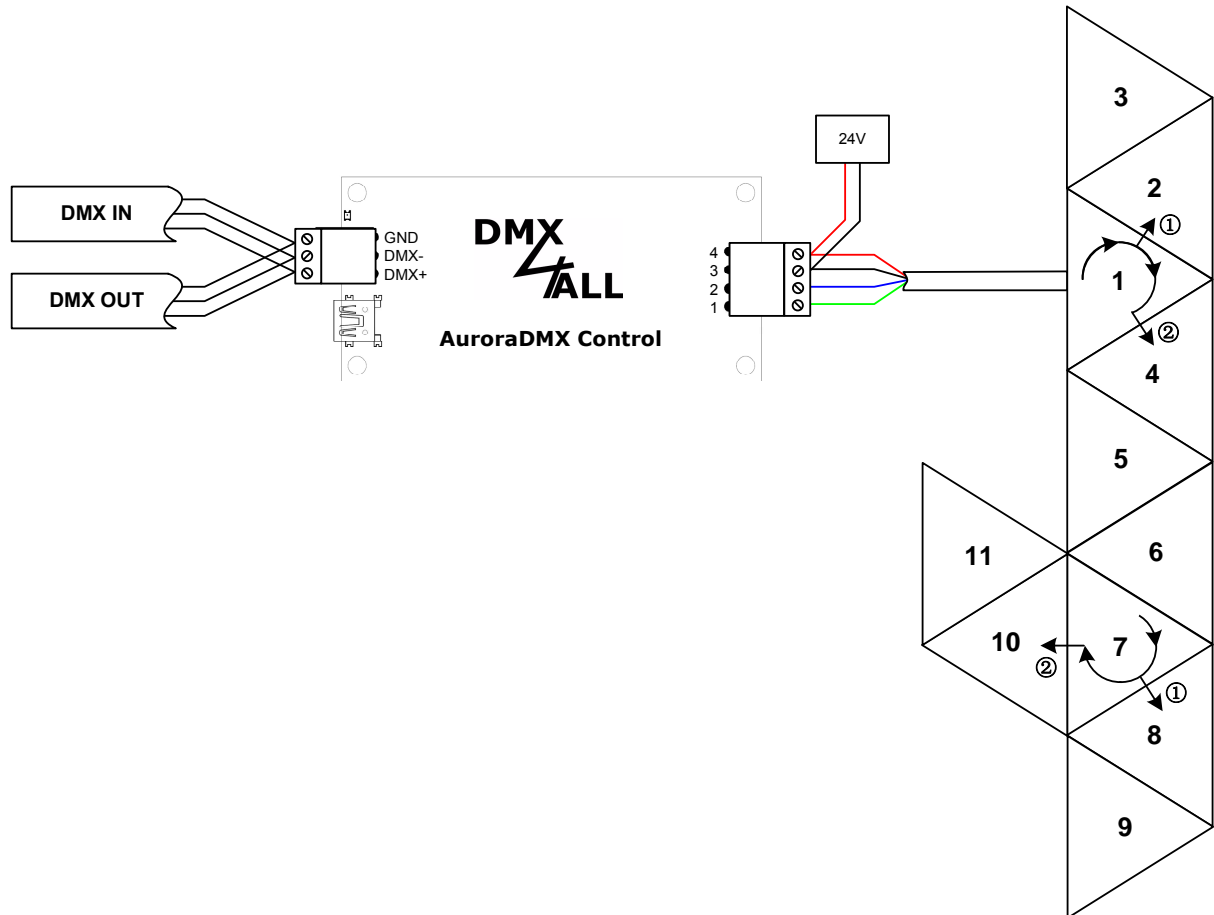 3
24V
2
①
DMX IN
GND
DMX-
DMX+
DMX
4
ALL
4
3
2
1
1
DMX OUT
②
AuroraDMX Control
4
5
11
6
10
7
②
①
8
9